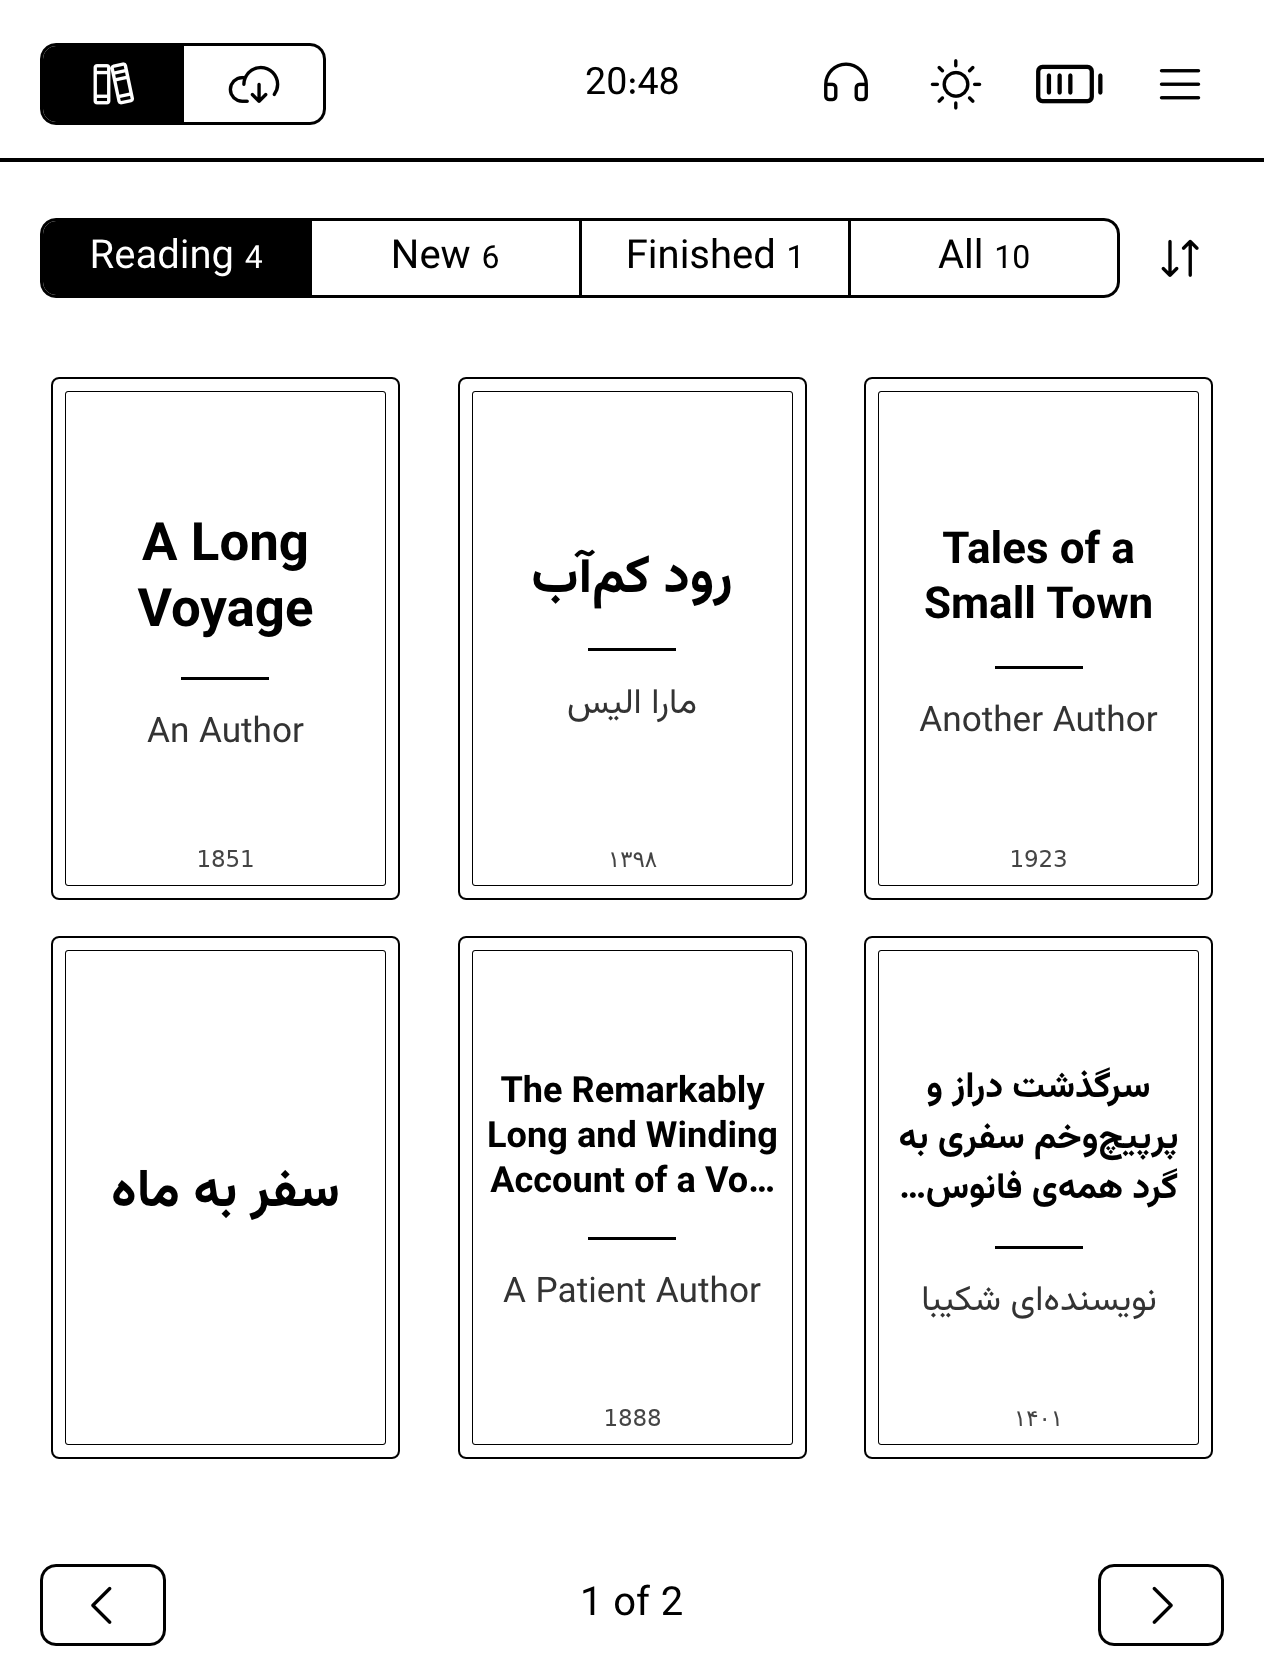 20:48
Reading 4
New 6
Finished 1
All 10
A Long
Voyage
An Author
1851
رود کم‌آب
مارا الیس
۱۳۹۸
Tales of a
Small Town
Another Author
1923
سفر به ماه
The Remarkably
Long and Winding
Account of a Vo...
A Patient Author
1888
سرگذشت دراز و
پرپیچ‌وخم سفری به
گرد همه‌ی فانوس...
نویسنده‌ای شکیبا
۱۴۰۱
1 of 2